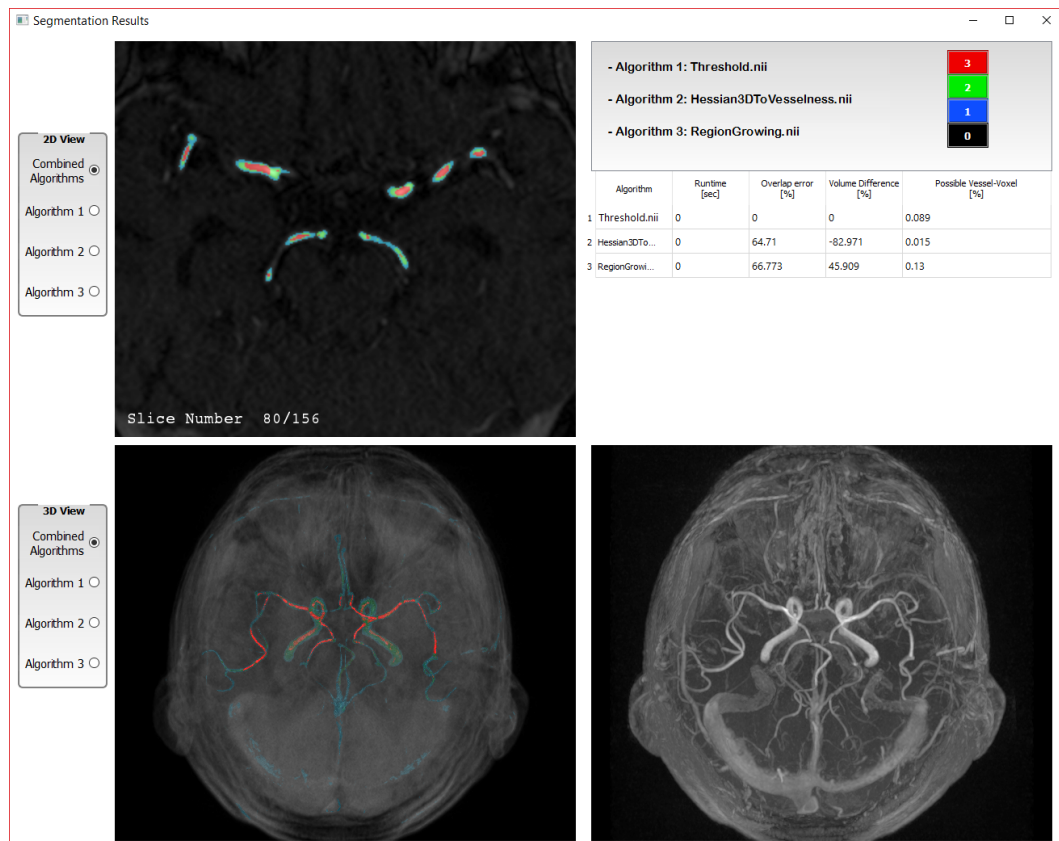 Segmentation Results
2D View
Combined
Algorithms
Algorithm 1
Algorithm 2
Algorithm 3
Slice Number 80/156
- Algorithm 1: Threshold.nii
- Algorithm 2: Hessian3DToVesselness.nii
- Algorithm 3: RegionGrowing.nii
3
2
1
0
Algorithm Runtime Overlap error Volume Difference Possible Vessel-Voxel
[sec] [%] [%] [%]
1 Threshold.nii 0 0 0 0.089
2 Hessian3DTo... 0 64.71 -82.971 0.015
3 RegionGrowi... 0 66.773 45.909 0.13
3D View
Combined
Algorithms
Algorithm 1
Algorithm 2
Algorithm 3